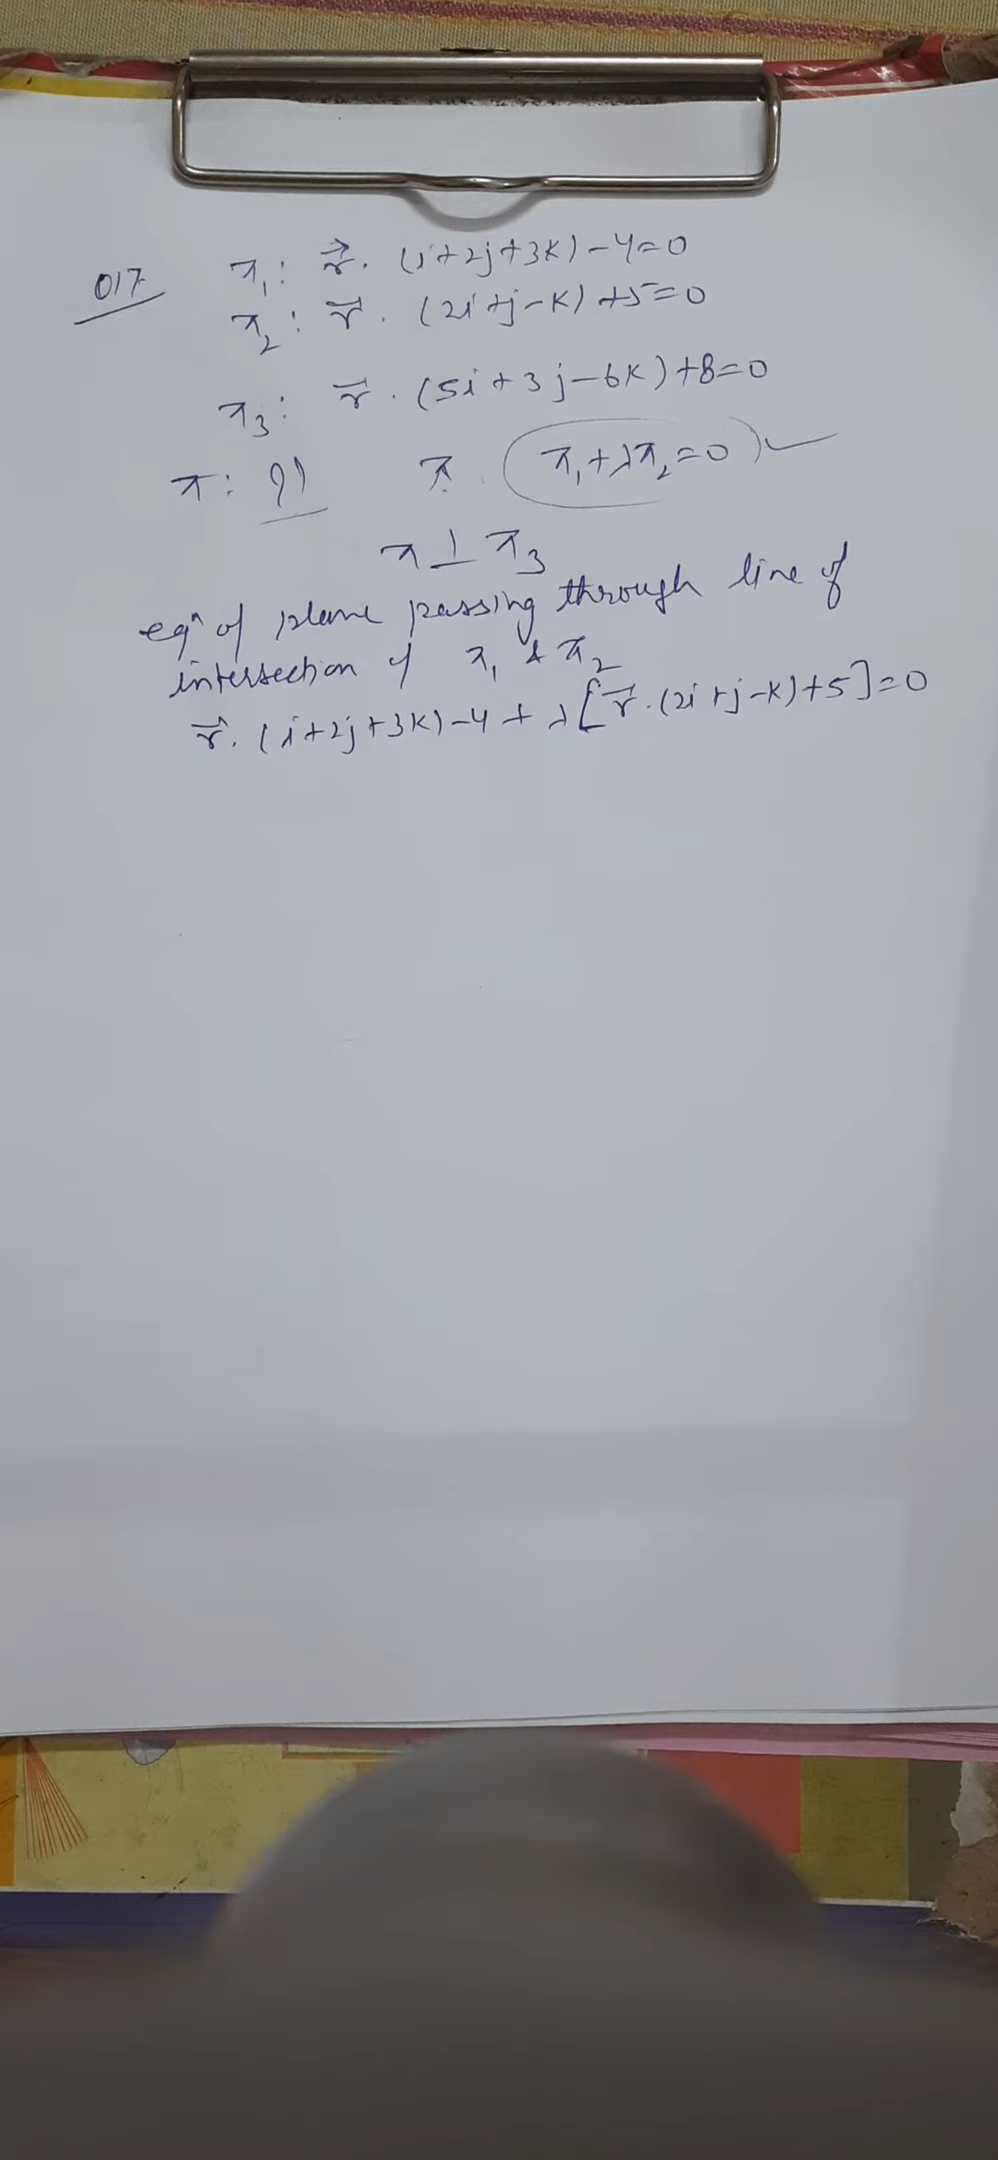 017 π₁: r⃗. (i+2j+3k)-4=0
π₂: r⃗. (2i+j-k)+5=0
π₃: r⃗. (5i+3j-6k)+8=0
π: ?? π. (π₁+λπ₂=0)
π ⊥ π₃
eqⁿ of plane passing through line of
intersection of π₁ & π₂
r⃗. (i+2j+3k)-4+λ[r⃗.(2i+j-k)+5]=0